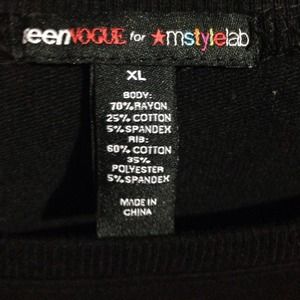 teenVOGUE for ★mstylelab
XL
BODY:
70% RAYON
25% COTTON
5% SPANDEX
RIB:
60% COTTON
35%
POLYESTER
5% SPANDEX
MADE IN
CHINA